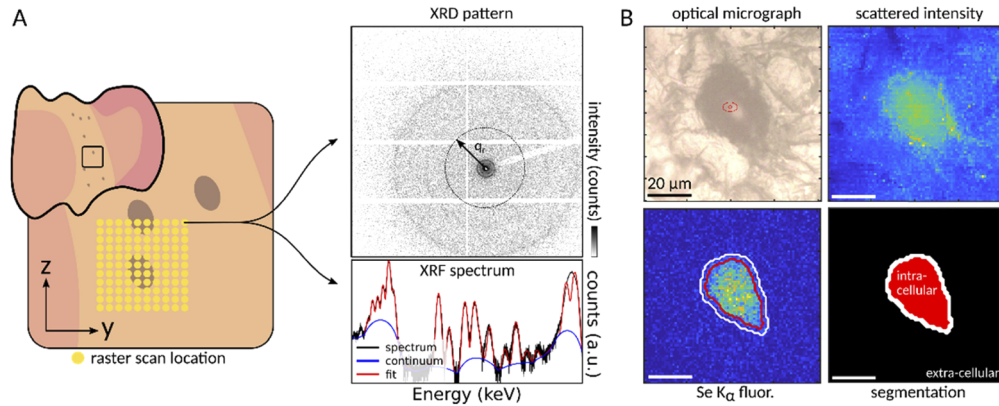 A
XRD pattern
qr
intensity (counts)
z
y
raster scan location
XRF spectrum
spectrum
continuum
fit
counts (a.u.)
Energy (keV)
B
optical micrograph
scattered intensity
20 μm
intra-
cellular
extra-cellular
Se Kα fluor.
segmentation